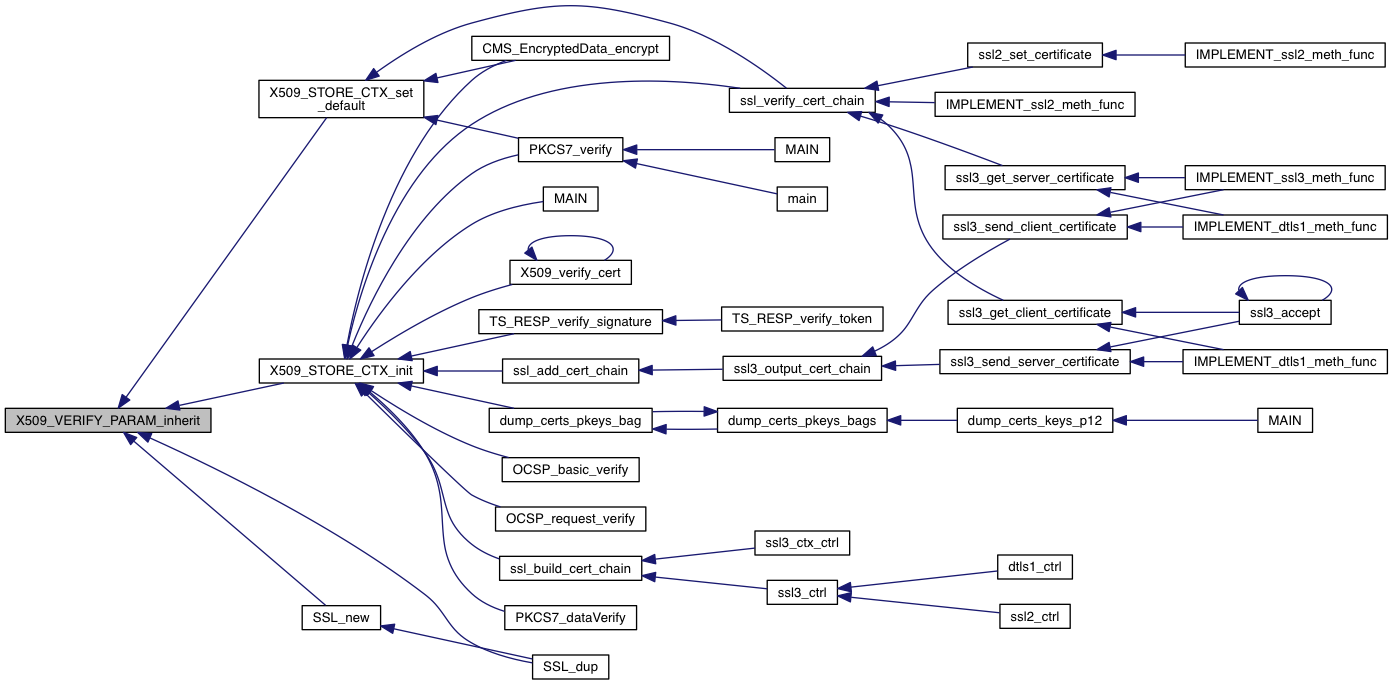 CMS_EncryptedData_encrypt
ssl2_set_certificate
IMPLEMENT_ssl2_meth_func
X509_STORE_CTX_set
_default
ssl_verify_cert_chain
IMPLEMENT_ssl2_meth_func
PKCS7_verify
MAIN
ssl3_get_server_certificate
IMPLEMENT_ssl3_meth_func
MAIN
main
ssl3_send_client_certificate
IMPLEMENT_dtls1_meth_func
X509_verify_cert
TS_RESP_verify_signature
TS_RESP_verify_token
ssl3_get_client_certificate
ssl3_accept
X509_STORE_CTX_init
ssl_add_cert_chain
ssl3_output_cert_chain
ssl3_send_server_certificate
IMPLEMENT_dtls1_meth_func
X509_VERIFY_PARAM_inherit
dump_certs_pkeys_bag
dump_certs_pkeys_bags
dump_certs_keys_p12
MAIN
OCSP_basic_verify
OCSP_request_verify
ssl3_ctx_ctrl
ssl_build_cert_chain
dtls1_ctrl
ssl3_ctrl
SSL_new
PKCS7_dataVerify
ssl2_ctrl
SSL_dup